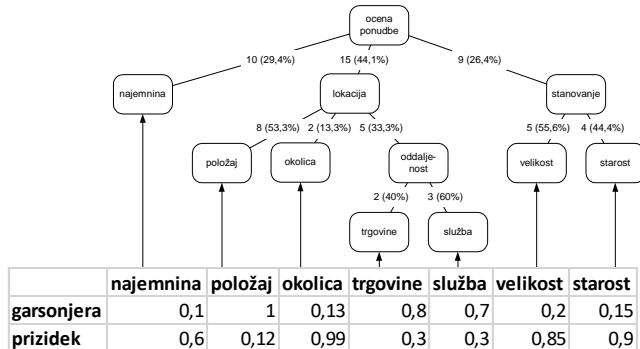 ocena
ponudbe
10 (29,4%) 15 (44,1%) 9 (26,4%)
najemnina lokacija stanovanje
8 (53,3%) 2 (13,3%) 5 (33,3%) 5 (55,6%) 4 (44,4%)
položaj okolica oddalje-
nost velikost starost
2 (40%) 3 (60%)
trgovine služba
najemnina položaj okolica trgovine služba velikost starost
garsonjera 0,1 1 0,13 0,8 0,7 0,2 0,15
prizidek 0,6 0,12 0,99 0,3 0,3 0,85 0,9